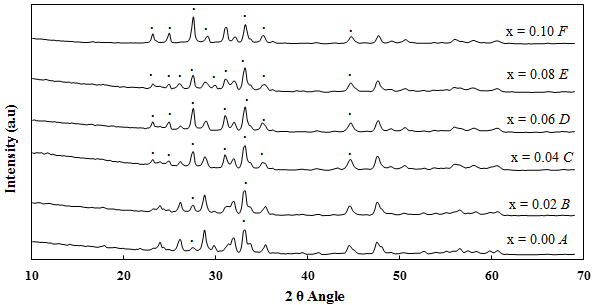 x = 0.10 F
x = 0.08 E
x = 0.06 D
x = 0.04 C
x = 0.02 B
x = 0.00 A
Intensity (a.u)
10 20 30 40 50 60 70
2 θ Angle